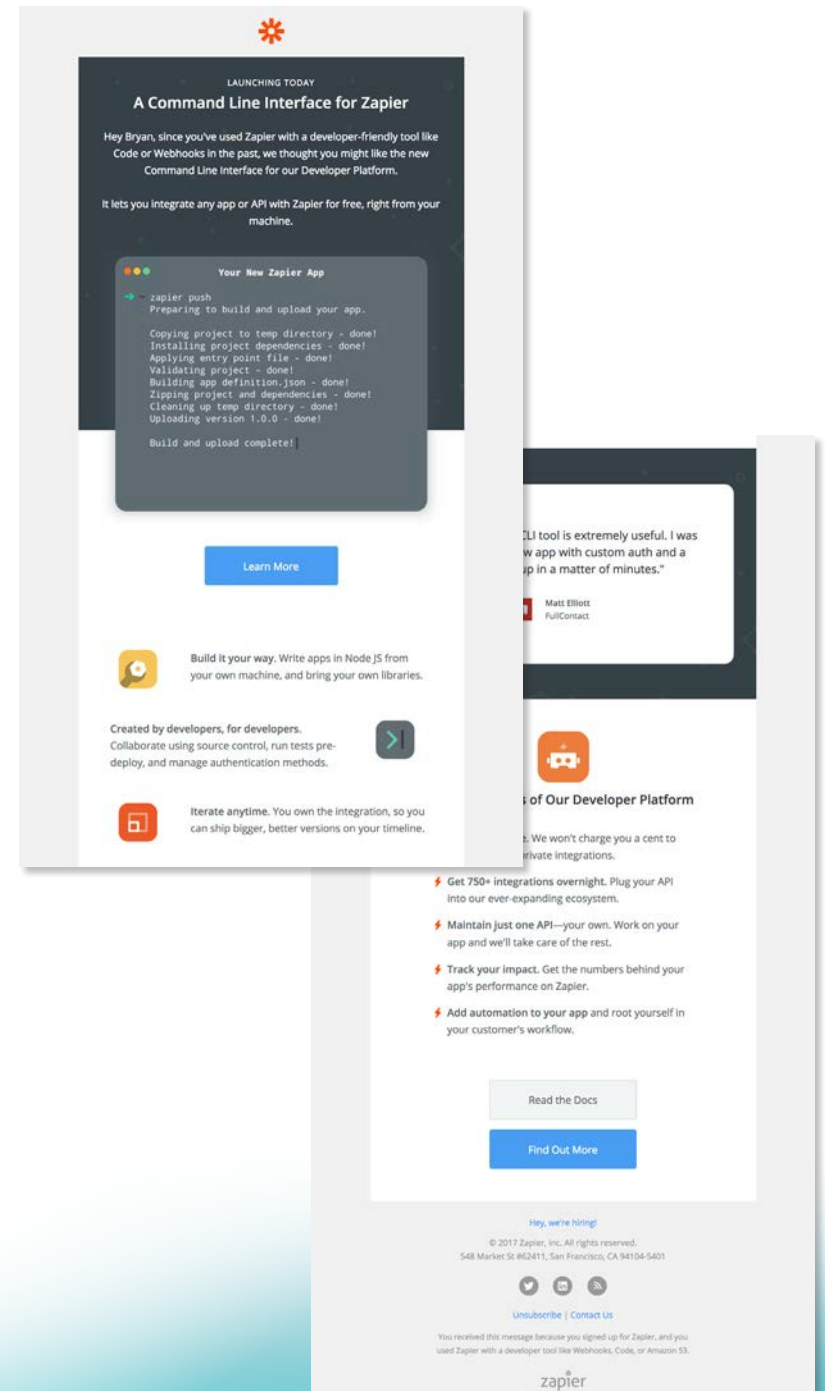 LAUNCHING TODAY
A Command Line Interface for Zapier
Hey Bryan, since you've used Zapier with a developer-friendly tool like
Code or Webhooks in the past, we thought you might like the new
Command Line Interface for our Developer Platform.
It lets you integrate any app or API with Zapier for free, right from your
machine.
Your New Zapier App
➜ ~ zapier push
Preparing to build and upload your app.
Copying project to temp directory - done!
Installing project dependencies - done!
Applying entry point file - done!
Validating project - done!
Building app definition.json - done!
Zipping project and dependencies - done!
Cleaning up temp directory - done!
Uploading version 1.0.0 - done!
Build and upload complete!
Learn More
Build it your way. Write apps in Node JS from
your own machine, and bring your own libraries.
Created by developers, for developers.
Collaborate using source control, run tests pre-
deploy, and manage authentication methods.
Iterate anytime. You own the integration, so you
can ship bigger, better versions on your timeline.
CLI tool is extremely useful. I was
w app with custom auth and a
up in a matter of minutes."
Matt Elliott
FullContact
s of Our Developer Platform
. We won't charge you a cent to
private integrations.
Get 750+ integrations overnight. Plug your API
into our ever-expanding ecosystem.
Maintain just one API—your own. Work on your
app and we'll take care of the rest.
Track your impact. Get the numbers behind your
app's performance on Zapier.
Add automation to your app and root yourself in
your customer's workflow.
Read the Docs
Find Out More
Hey, we're hiring!
© 2017 Zapier, Inc. All rights reserved.
548 Market St #62411, San Francisco, CA 94104-5401
Unsubscribe | Contact Us
You received this message because you signed up for Zapier, and you
used Zapier with a developer tool like Webhooks, Code, or Amazon S3.
zapier